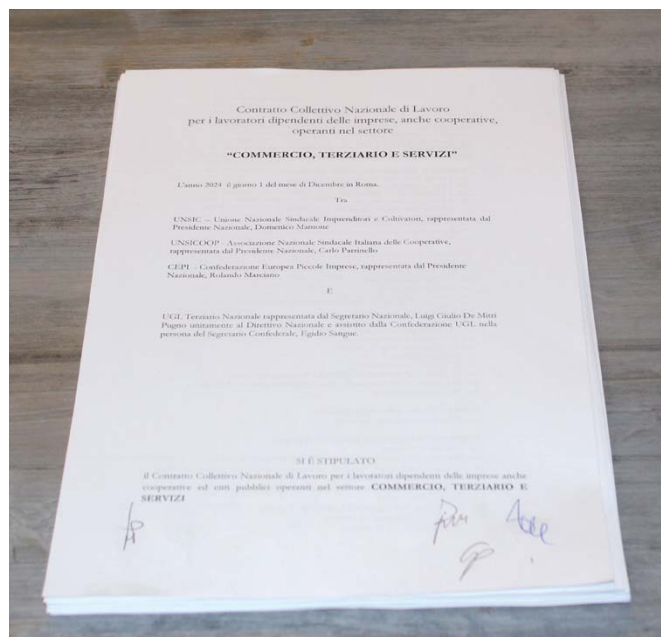 Contratto Collettivo Nazionale di Lavoro
per i lavoratori dipendenti delle imprese, anche cooperative,
operanti nel settore
“COMMERCIO, TERZIARIO E SERVIZI”
L'anno 2024 il giorno 1 del mese di Dicembre in Roma.
Tra
UNSIC – Unione Nazionale Sindacale Imprenditori e Coltivatori, rappresentata dal
Presidente Nazionale, Domenico Mamone
UNSICOOP - Associazione Nazionale Sindacale Italiana delle Cooperative,
rappresentata dal Presidente Nazionale, Carlo Parrinello
CEPI - Confederazione Europea Piccole Imprese, rappresentata dal Presidente
Nazionale, Rolando Marciano
E
UGL Terziario Nazionale rappresentata dal Segretario Nazionale, Luigi Giulio De Mitri
Pugno unitamente al Direttivo Nazionale e assistito dalla Confederazione UGL nella
persona del Segretario Confederale, Egidio Sangue.
SI È STIPULATO
il Contratto Collettivo Nazionale di Lavoro per i lavoratori dipendenti delle imprese anche
cooperative ed enti pubblici operanti nel settore COMMERCIO, TERZIARIO E
SERVIZI